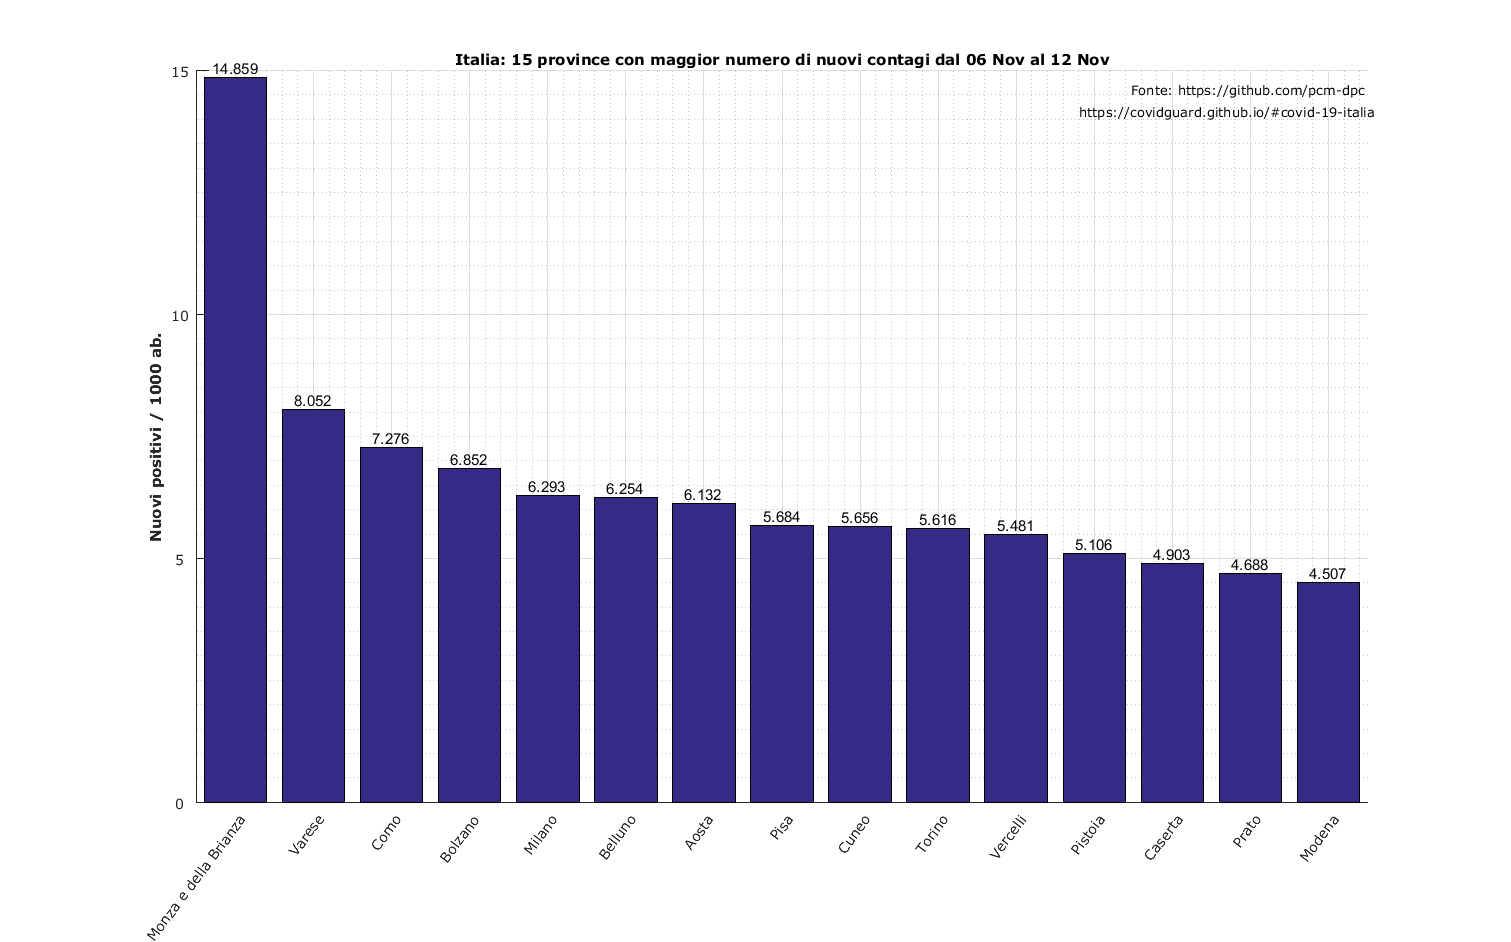 Italia: 15 province con maggior numero di nuovi contagi dal 06 Nov al 12 Nov
Fonte: https://github.com/pcm-dpc
https://covidguard.github.io/#covid-19-italia
Nuovi positivi / 1000 ab.
15
10
5
0
14.859
8.052
7.276
6.852
6.293
6.254
6.132
5.684
5.656
5.616
5.481
5.106
4.903
4.688
4.507
Monza e della Brianza
Varese
Como
Bolzano
Milano
Belluno
Aosta
Pisa
Cuneo
Torino
Vercelli
Pistoia
Caserta
Prato
Modena